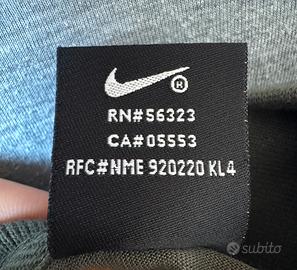 ®
RN#56323
CA#05553
RFC#NME 920220 KL4
subito